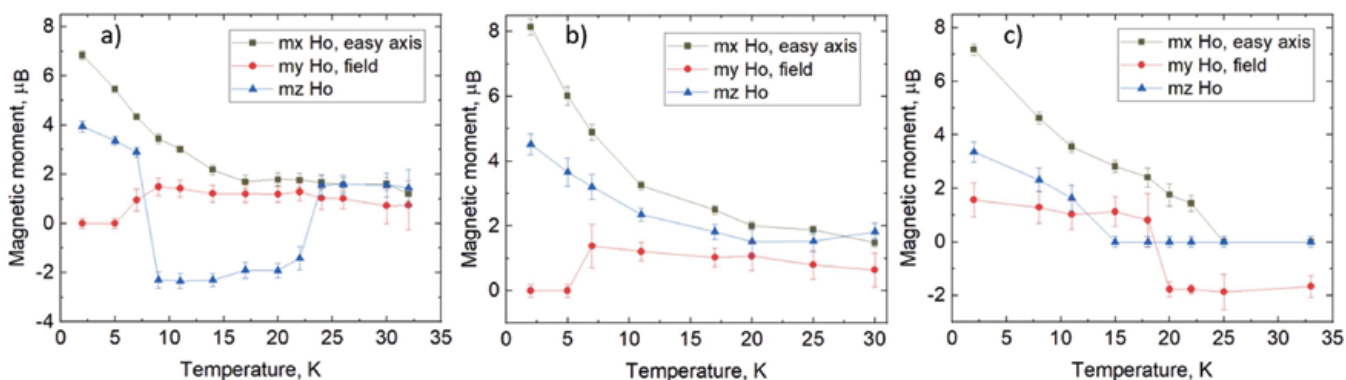 a)
mx Ho, easy axis
my Ho, field
mz Ho
Magnetic moment, μB
8
6
4
2
0
-2
-4
0 5 10 15 20 25 30 35
Temperature, K
b)
mx Ho, easy axis
my Ho, field
mz Ho
Magnetic moment, μB
8
6
4
2
0
0 5 10 15 20 25 30
Temperature, K
c)
mx Ho, easy axis
my Ho, field
mz Ho
Magnetic moment, μB
8
6
4
2
0
-2
0 5 10 15 20 25 30 35
Temperature, K